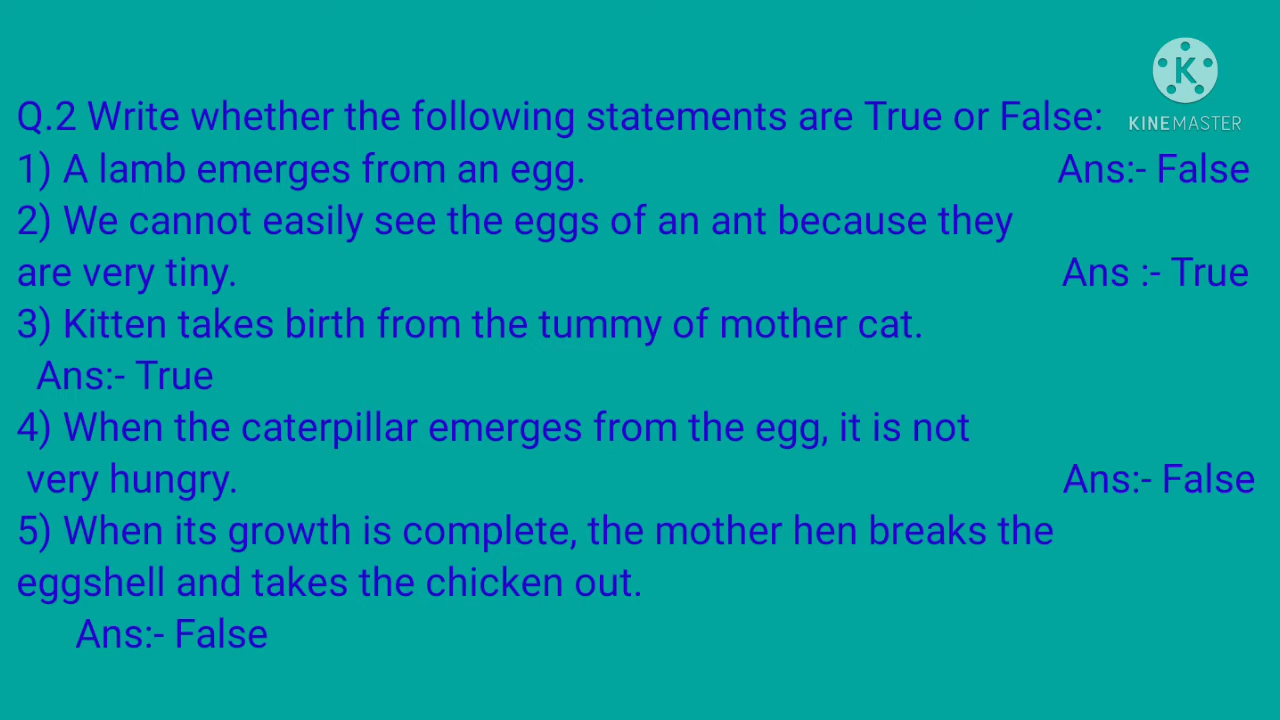 K
KINEMASTER
Q.2 Write whether the following statements are True or False:
1) A lamb emerges from an egg. Ans:- False
2) We cannot easily see the eggs of an ant because they
are very tiny. Ans :- True
3) Kitten takes birth from the tummy of mother cat.
Ans:- True
4) When the caterpillar emerges from the egg, it is not
very hungry. Ans:- False
5) When its growth is complete, the mother hen breaks the
eggshell and takes the chicken out.
Ans:- False